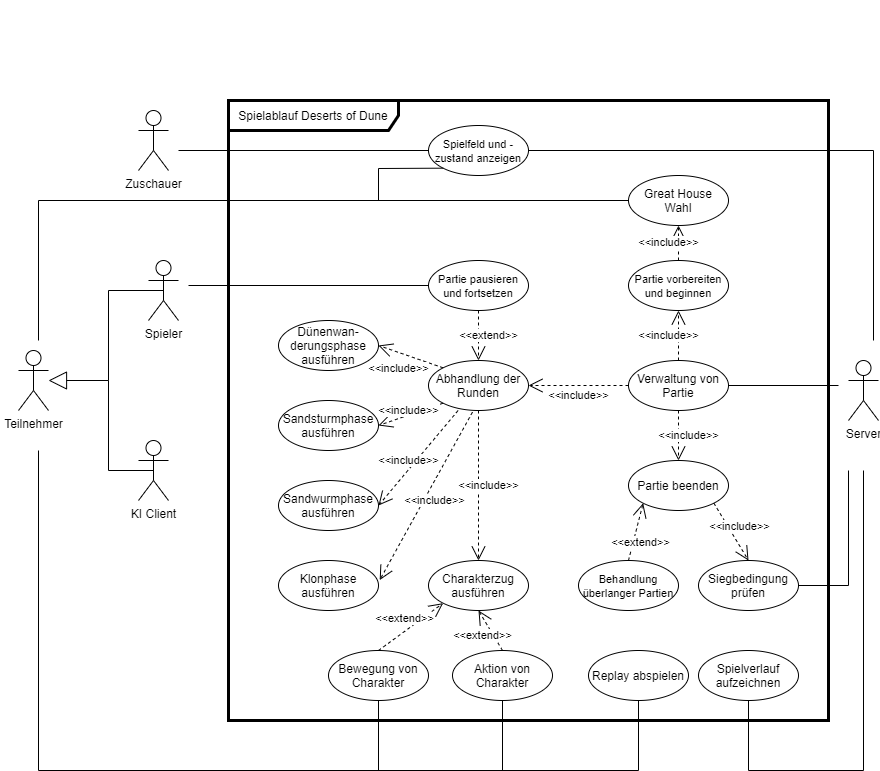 Spielablauf Deserts of Dune
Spielfeld und -
zustand anzeigen
Zuschauer
Great House
Wahl
<<include>>
Partie pausieren
und fortsetzen
Partie vorbereiten
und beginnen
Spieler
Dünenwan-
derungsphase
ausführen
<<extend>>
<<include>>
<<include>>
Abhandlung der
Runden
<<include>>
Verwaltung von
Partie
Teilnehmer
Server
Sandsturmphase
ausführen
<<include>>
<<include>>
<<include>>
Sandwurmphase
ausführen
<<include>>
<<include>>
Partie beenden
KI Client
<<include>>
<<extend>>
Klonphase
ausführen
Charakterzug
ausführen
Behandlung
überlanger Partien
Siegbedingung
prüfen
<<extend>>
<<extend>>
Bewegung von
Charakter
Aktion von
Charakter
Replay abspielen
Spielverlauf
aufzeichnen